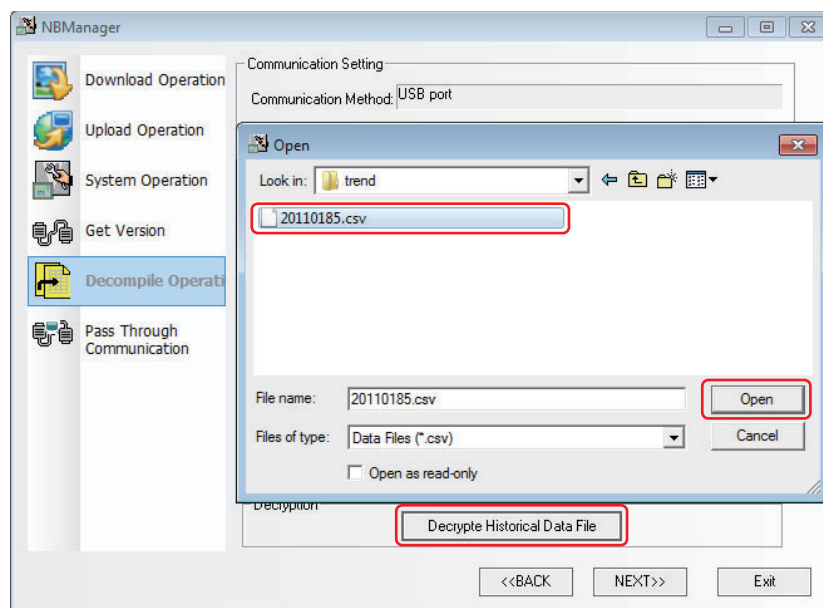 NBManager
Download Operation
Upload Operation
System Operation
Get Version
Decompile Operati
Pass Through
Communication
Communication Setting
Communication Method: USB port
Open
Look in: trend
20110185.csv
File name: 20110185.csv
Open
Files of type: Data Files (*.csv)
Cancel
Open as read-only
Decryption
Decrypte Historical Data File
<<BACK
NEXT>>
Exit